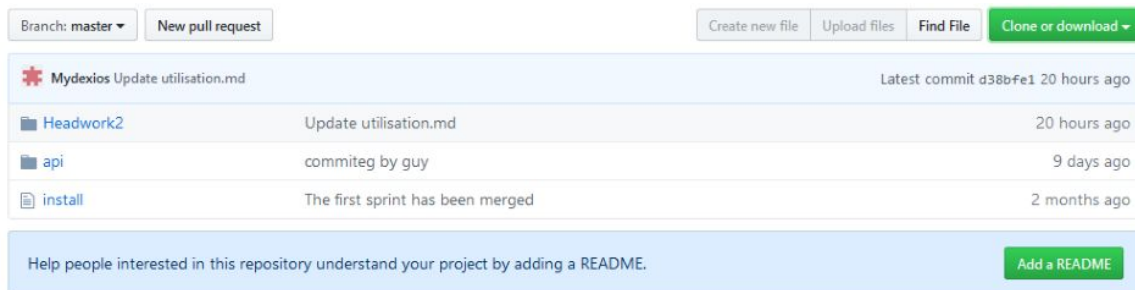 Branch: master New pull request Create new file Upload files Find File Clone or download
Mydexios Update utilisation.md Latest commit d38bfe1 20 hours ago
Headwork2 Update utilisation.md 20 hours ago
api commiteg by guy 9 days ago
install The first sprint has been merged 2 months ago
Help people interested in this repository understand your project by adding a README. Add a README